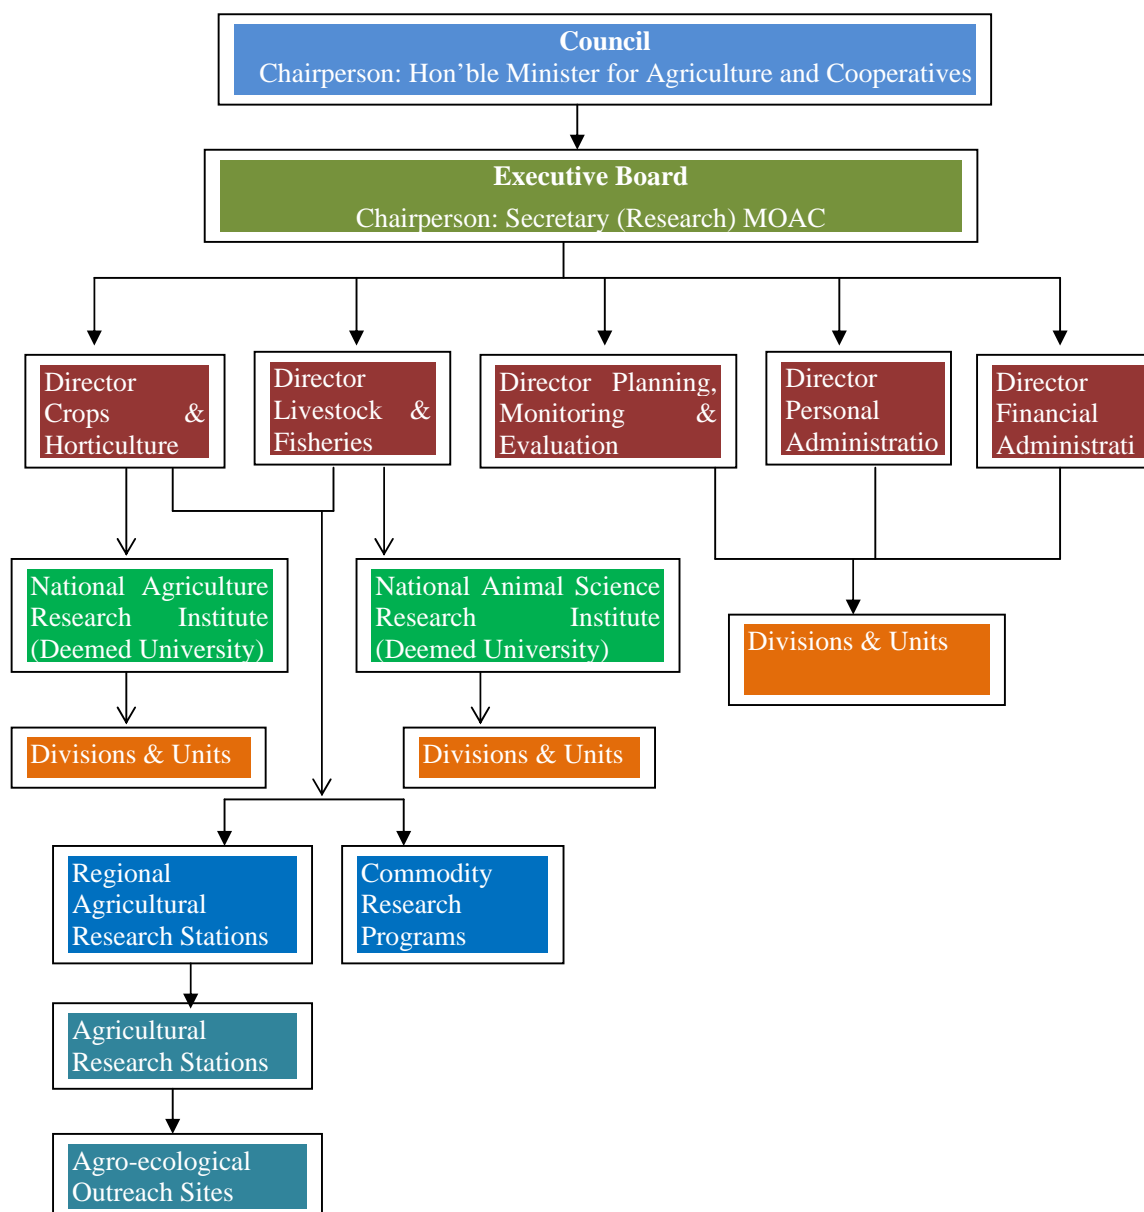 Council
Chairperson: Hon’ble Minister for Agriculture and Cooperatives
Executive Board
Chairperson: Secretary (Research) MOAC
Director
Crops &
Horticulture
Director
Livestock &
Fisheries
Director Planning,
Monitoring &
Evaluation
Director
Personal
Administratio
Director
Financial
Administrati
National Agriculture
Research Institute
(Deemed University)
National Animal Science
Research Institute
(Deemed University)
Divisions & Units
Divisions & Units
Divisions & Units
Regional
Agricultural
Research Stations
Commodity
Research
Programs
Agricultural
Research Stations
Agro-ecological
Outreach Sites